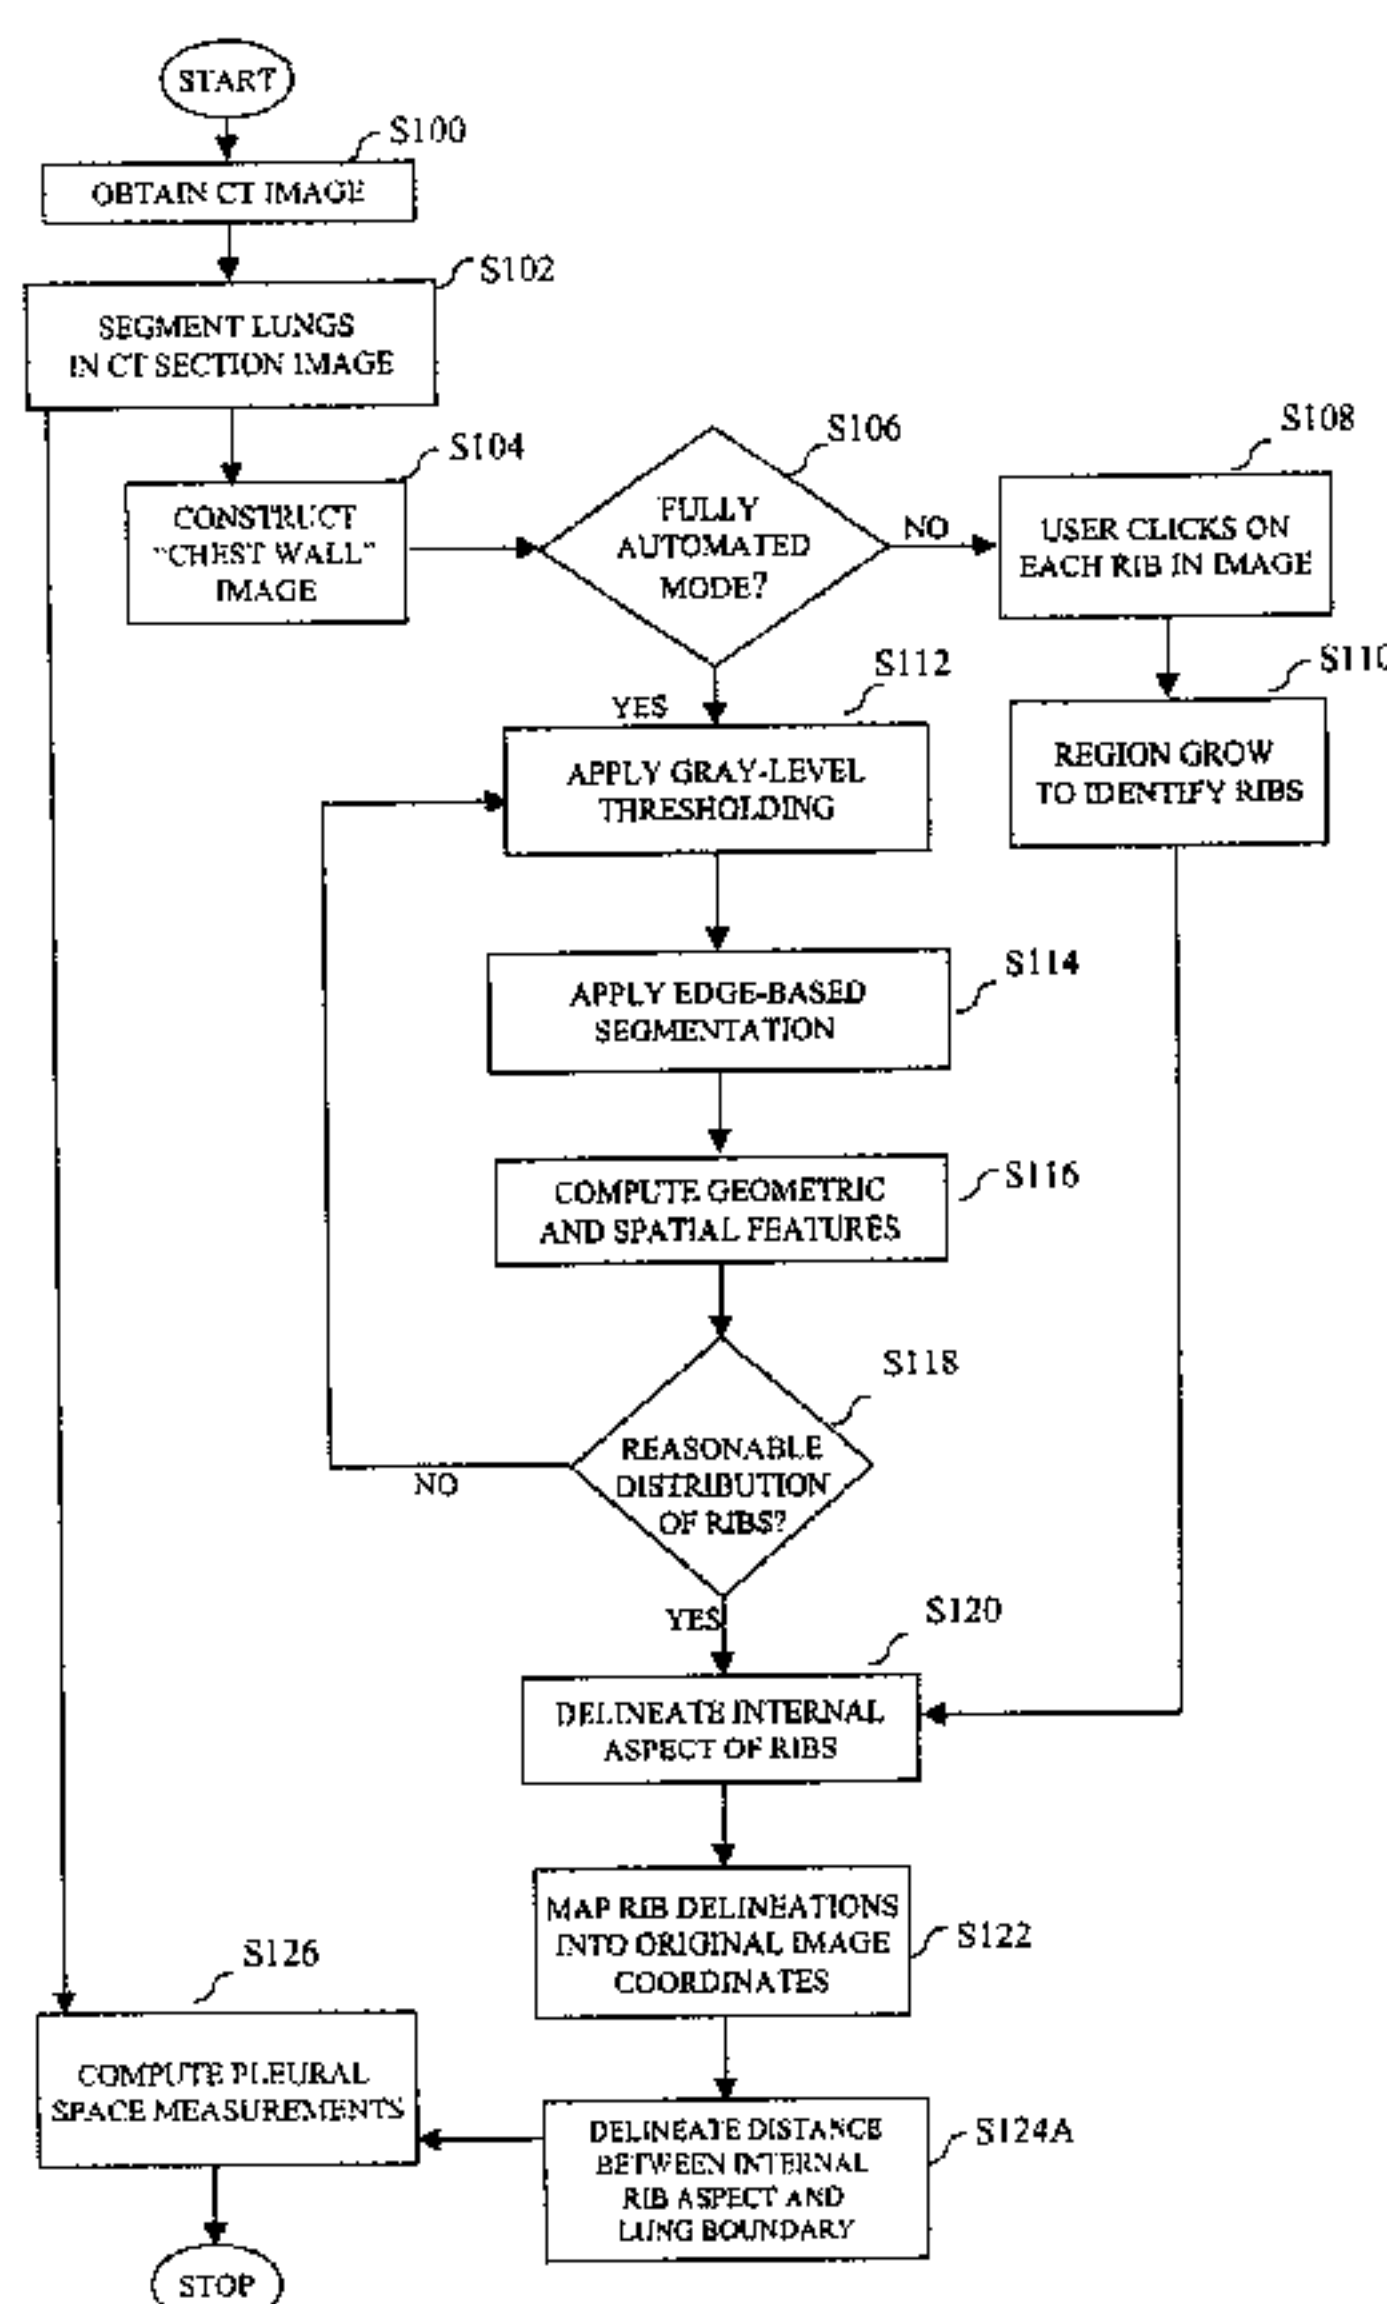 START
S100
OBTAIN CT IMAGE
S102
SEGMENT LUNGS
IN CT SECTION IMAGE
S104
CONSTRUCT
"CHEST WALL"
IMAGE
S106
FULLY
AUTOMATED
MODE?
NO
S108
USER CLICKS ON
EACH RIB IN IMAGE
S110
REGION GROW
TO IDENTIFY RIBS
YES
S112
APPLY GRAY-LEVEL
THRESHOLDING
S114
APPLY EDGE-BASED
SEGMENTATION
S116
COMPUTE GEOMETRIC
AND SPATIAL FEATURES
S118
REASONABLE
DISTRIBUTION
OF RIBS?
NO
YES
S120
DELINEATE INTERNAL
ASPECT OF RIBS
S122
MAP RIB DELINEATIONS
INTO ORIGINAL IMAGE
COORDINATES
S124A
DELINEATE DISTANCE
BETWEEN INTERNAL
RIB ASPECT AND
LUNG BOUNDARY
S126
COMPUTE PLEURAL
SPACE MEASUREMENTS
STOP